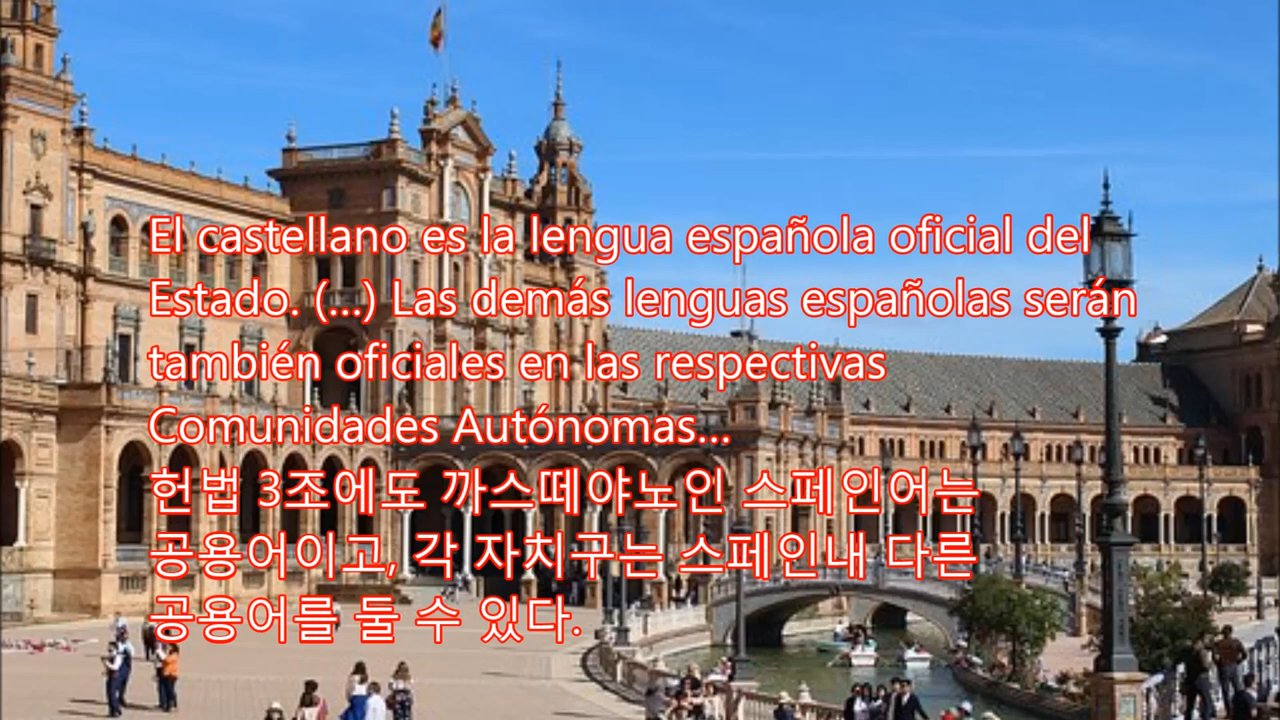 El castellano es la lengua española oficial del
Estado. (...) Las demás lenguas españolas serán
también oficiales en las respectivas
Comunidades Autónomas...
헌법 3조에도 까스떼야노인 스페인어는
공용어이고, 각 자치구는 스페인내 다른
공용어를 둘 수 있다.